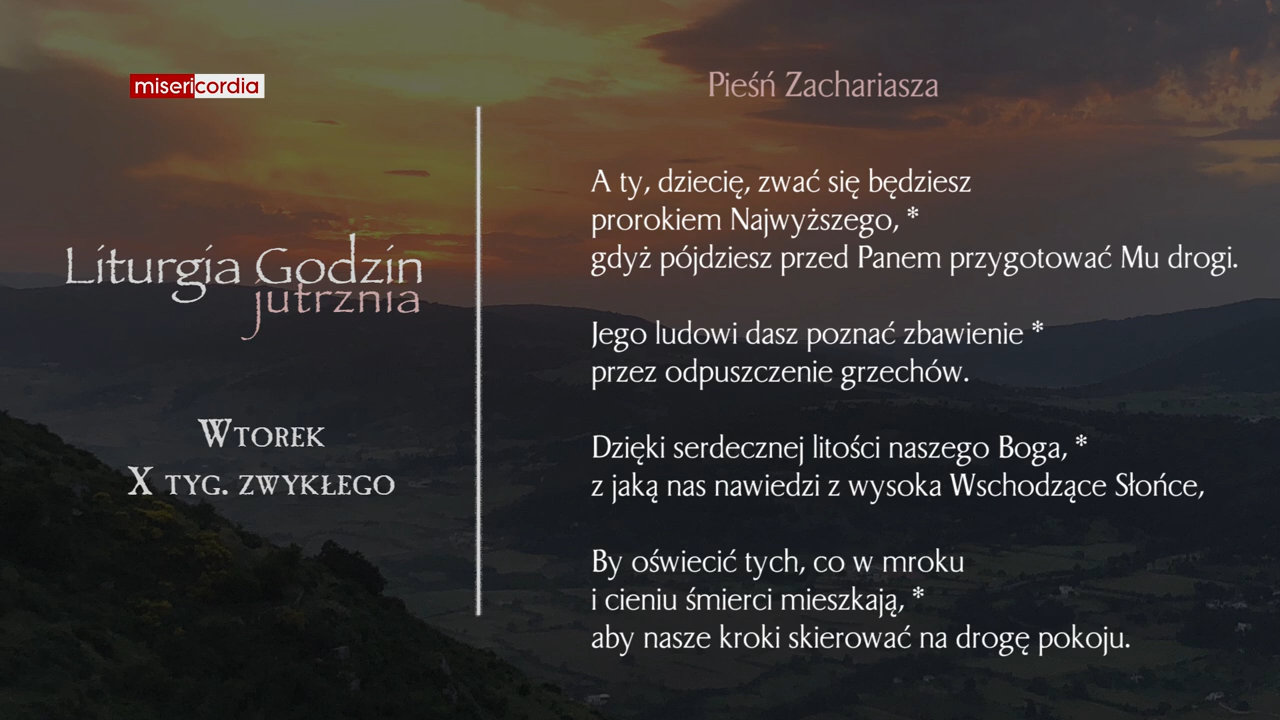 misericordia
Liturgia Godzin
jutrznia
Wtorek
X tyg. zwykłego
Pieśń Zachariasza
A ty, dziecię, zwać się będziesz
prorokiem Najwyższego, *
gdyż pójdziesz przed Panem przygotować Mu drogi.
Jego ludowi dasz poznać zbawienie *
przez odpuszczenie grzechów.
Dzięki serdecznej litości naszego Boga, *
z jaką nas nawiedzi z wysoka Wschodzące Słońce,
By oświecić tych, co w mroku
i cieniu śmierci mieszkają, *
aby nasze kroki skierować na drogę pokoju.